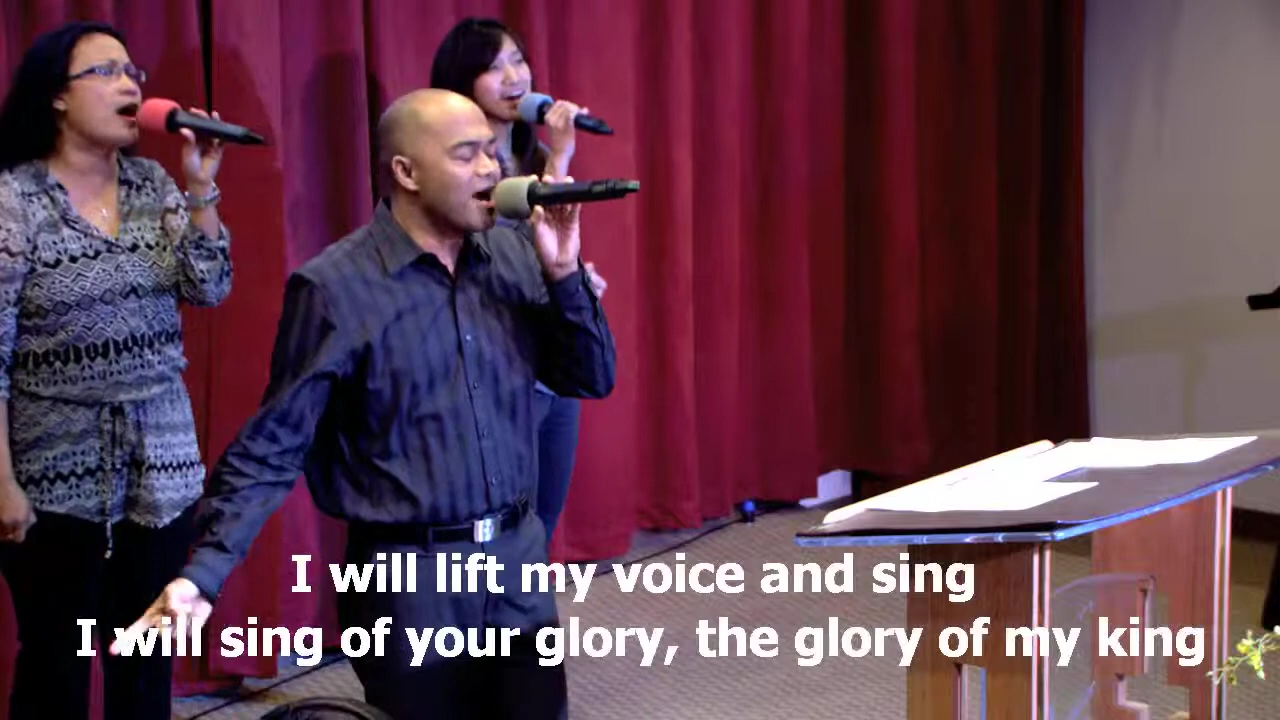 I will lift my voice and sing
I will sing of your glory, the glory of my king